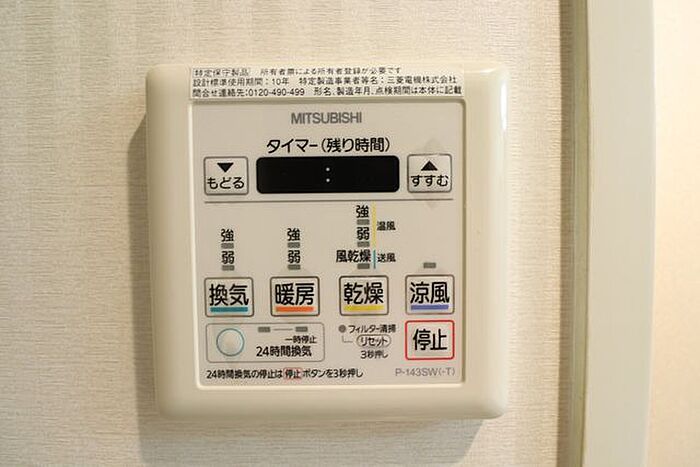 特定保守製品 所有者票による所有者登録が必要です
設計標準使用期間：10年 特定製造事業者等名：三菱電機株式会社
問合せ連絡先：0120-490-499 形名、製造年月、点検期間は本体に記載
MITSUBISHI
タイマー（残り時間）
▼
もどる
:
▲
すすむ
強
弱
強
弱
強
弱
温風
風乾燥
送風
換気
暖房
乾燥
涼風
一時停止
24時間換気
フィルター清掃
リセット
3秒押し
停止
24時間換気の停止は停止ボタンを3秒押し
P-143SW(-T)